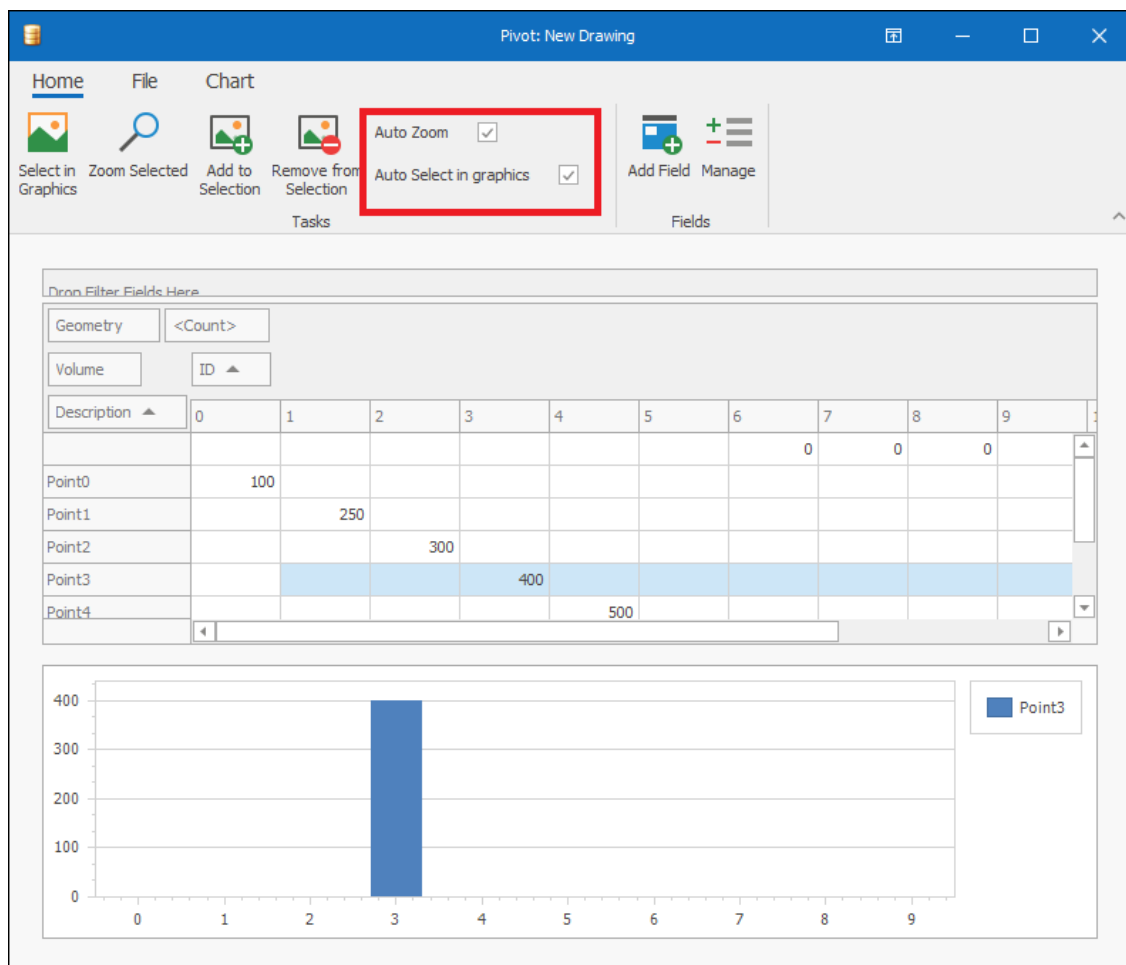 Pivot: New Drawing
Home File Chart
Auto Zoom
Select in Graphics
Zoom Selected
Add to Selection
Remove from Selection
Auto Select in graphics
Add Field
Manage
Tasks
Fields
Drop Filter Fields Here
Geometry <Count>
Volume ID
Description 0 1 2 3 4 5 6 7 8 9
0 0 0
Point0 100
Point1 250
Point2 300
Point3 400
Point4 500
400
Point3
300
200
100
0
0 1 2 3 4 5 6 7 8 9